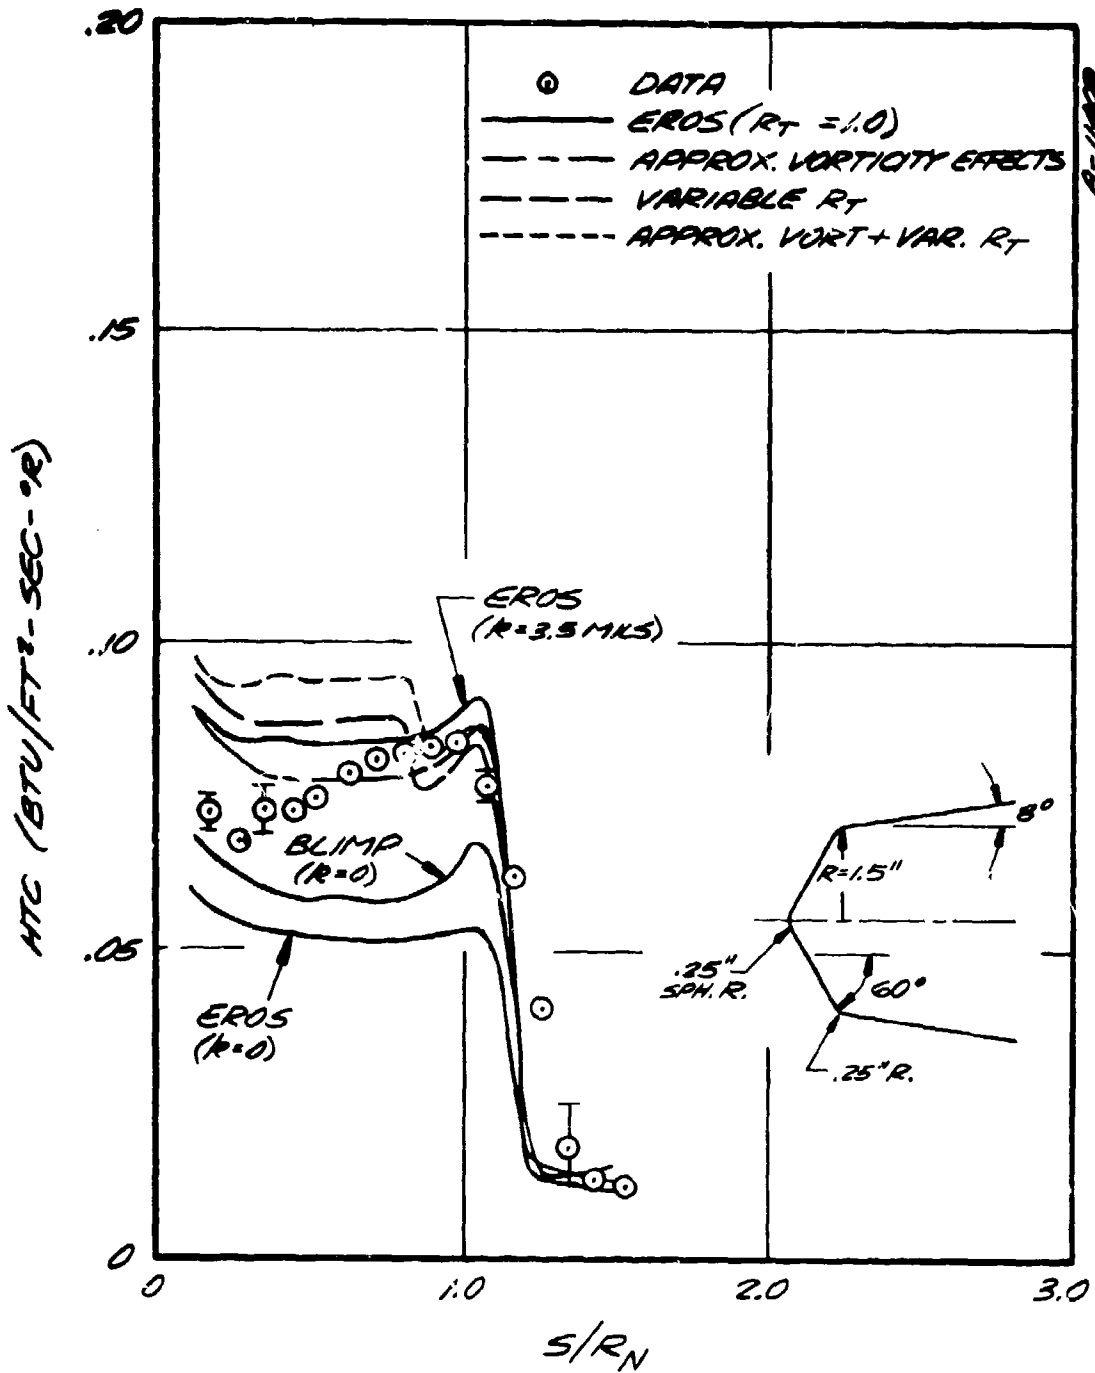 .20
DATA
EROS (RT = 1.0)
APPROX. VORTICITY EFFECTS
VARIABLE RT
APPROX. VORT + VAR. RT
.15
HTC (BTU/FT²-SEC-°R)
EROS
(k=3.5 MILS)
.10
BLIMP
(k=0)
8°
R=1.5"
.05
.25"
SPH. R.
60°
EROS
(k=0)
.25" R.
0
0
1.0
2.0
3.0
S/RN